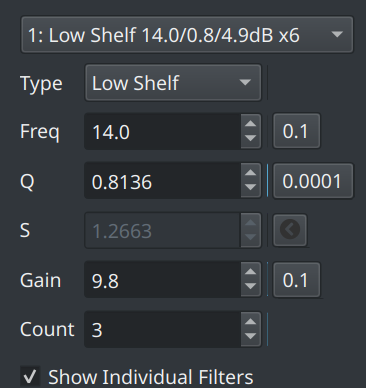 1: Low Shelf 14.0/0.8/4.9dB x6
Type Low Shelf
Freq 14.0 0.1
Q 0.8136 0.0001
S 1.2663
Gain 9.8 0.1
Count 3
Show Individual Filters